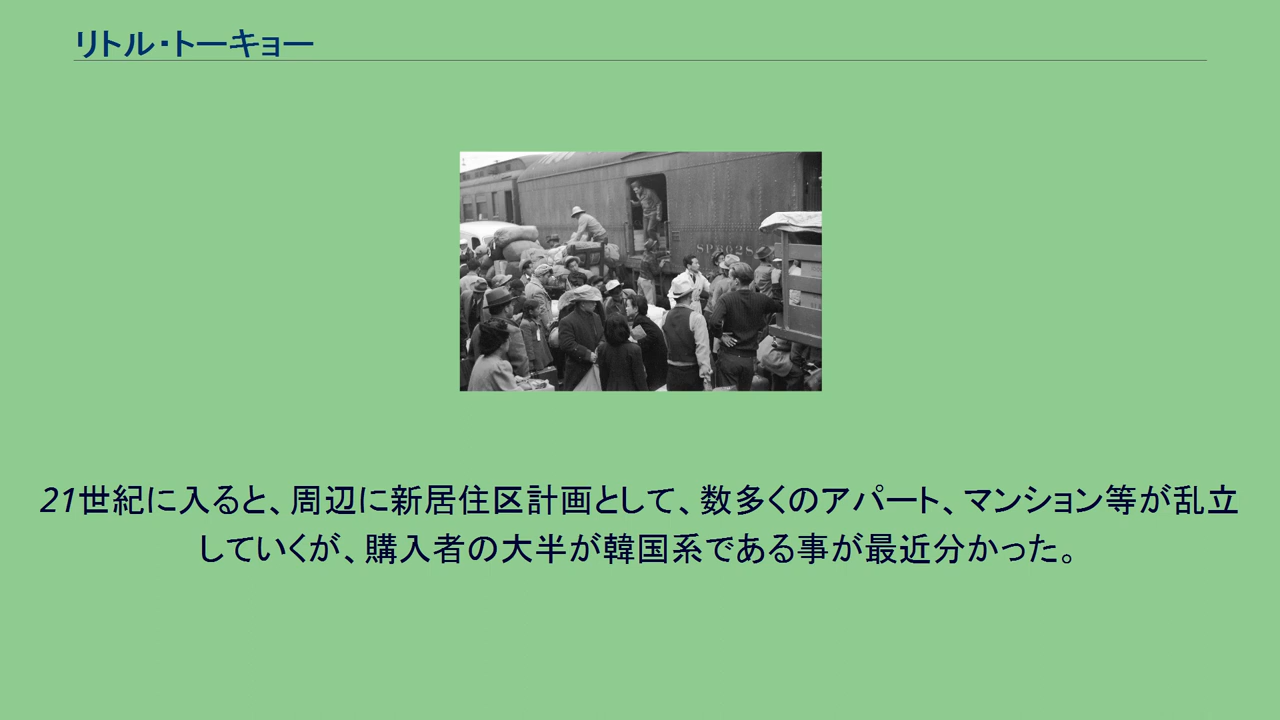 リトル・トーキョー
SP6028
21世紀に入ると、周辺に新居住区計画として、数多くのアパート、マンション等が乱立
していくが、購入者の大半が韓国系である事が最近分かった。